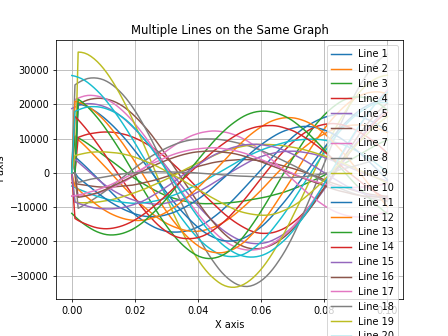 Multiple Lines on the Same Graph
30000
20000
10000
0
−10000
−20000
−30000
0.00
0.02
0.04
0.06
X axis
Line 1
Line 2
Line 3
Line 4
Line 5
Line 6
Line 7
Line 8
Line 9
Line 10
Line 12
Line 13
Line 14
Line 15
Line 16
Line 17
Line 18
Line 19
Line 20